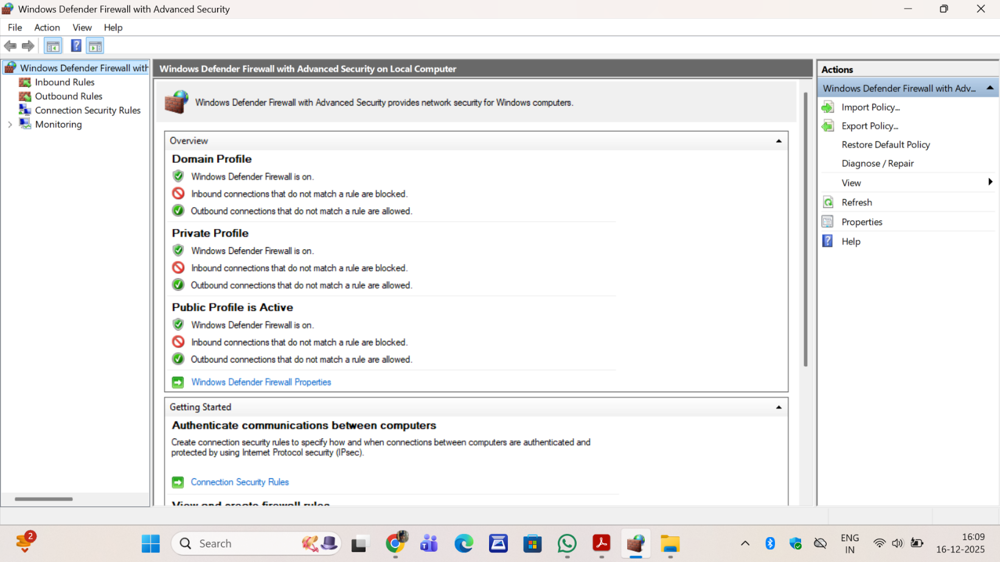 Windows Defender Firewall with Advanced Security
File Action View Help
Windows Defender Firewall with
Inbound Rules
Outbound Rules
Connection Security Rules
Monitoring
Windows Defender Firewall with Advanced Security on Local Computer
Windows Defender Firewall with Advanced Security provides network security for Windows computers.
Overview
Domain Profile
Windows Defender Firewall is on.
Inbound connections that do not match a rule are blocked.
Outbound connections that do not match a rule are allowed.
Private Profile
Windows Defender Firewall is on.
Inbound connections that do not match a rule are blocked.
Outbound connections that do not match a rule are allowed.
Public Profile is Active
Windows Defender Firewall is on.
Inbound connections that do not match a rule are blocked.
Outbound connections that do not match a rule are allowed.
Windows Defender Firewall Properties
Getting Started
Authenticate communications between computers
Create connection security rules to specify how and when connections between computers are authenticated and
protected by using Internet Protocol security (IPsec).
Connection Security Rules
View and create firewall rules
Actions
Windows Defender Firewall with Adv...
Import Policy...
Export Policy...
Restore Default Policy
Diagnose / Repair
View
Refresh
Properties
Help
2
Search
ENG
IN
16:09
16-12-2025